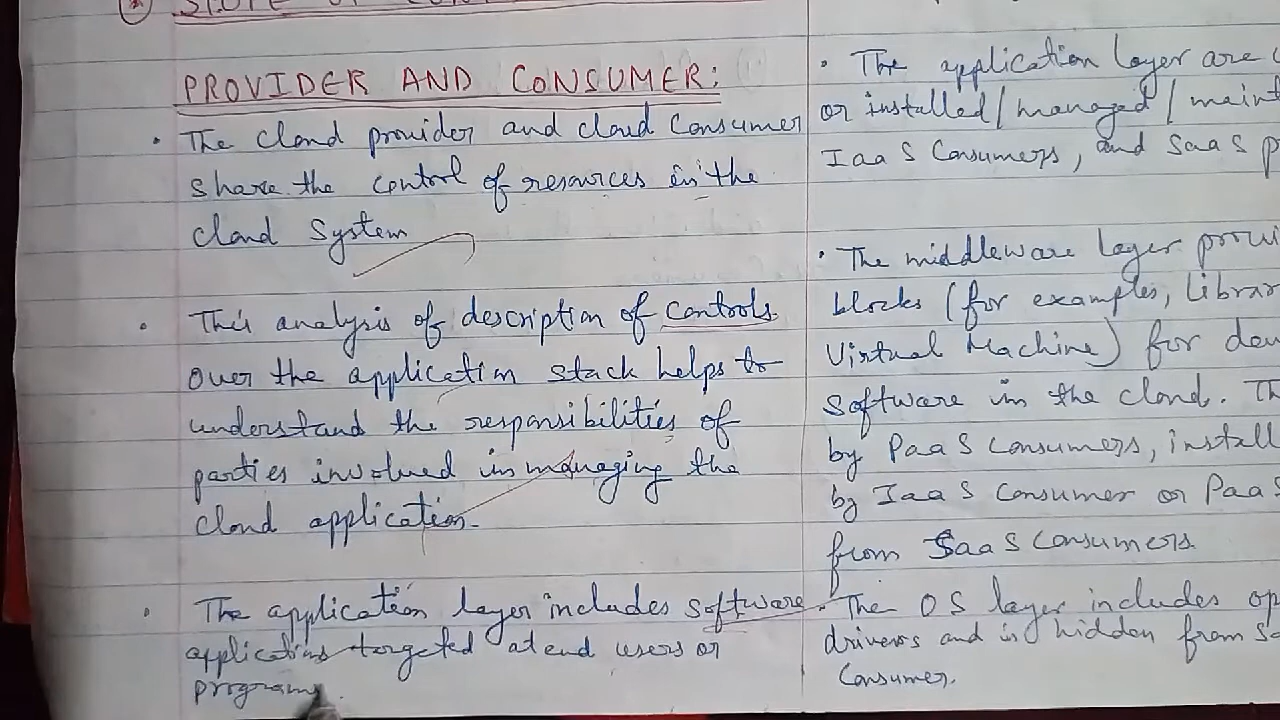 PROVIDER AND CONSUMER:
• The cloud provider and cloud consumer
share the control of resources in the
cloud system
• This analysis of description of controls
over the application stack helps to
understand the responsibilities of
parties involved in managing the
cloud application.
• The application layer includes software
applications targeted at end users or
programs.
• The application layer are
or installed/managed/maint
IaaS Consumers, and SaaS p
• The middleware layer provi
blocks (for examples, Librar
Virtual Machine) for dev
software in the cloud. Th
by PaaS Consumers, install
by IaaS Consumer or PaaS
from SaaS Consumers.
• The OS layer includes op
drivers and is hidden from S
Consumer.